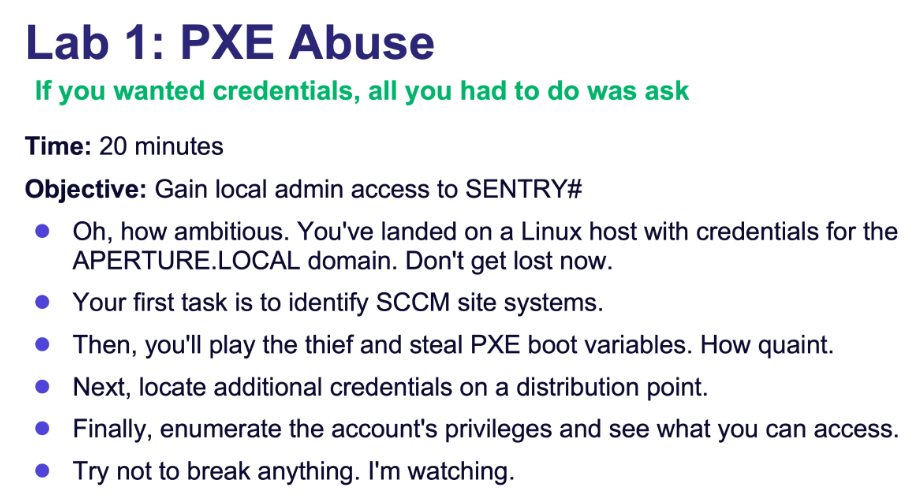 Lab 1: PXE Abuse
If you wanted credentials, all you had to do was ask
Time: 20 minutes
Objective: Gain local admin access to SENTRY#
Oh, how ambitious. You've landed on a Linux host with credentials for the
APERTURE.LOCAL domain. Don't get lost now.
Your first task is to identify SCCM site systems.
Then, you'll play the thief and steal PXE boot variables. How quaint.
Next, locate additional credentials on a distribution point.
Finally, enumerate the account's privileges and see what you can access.
Try not to break anything. I'm watching.